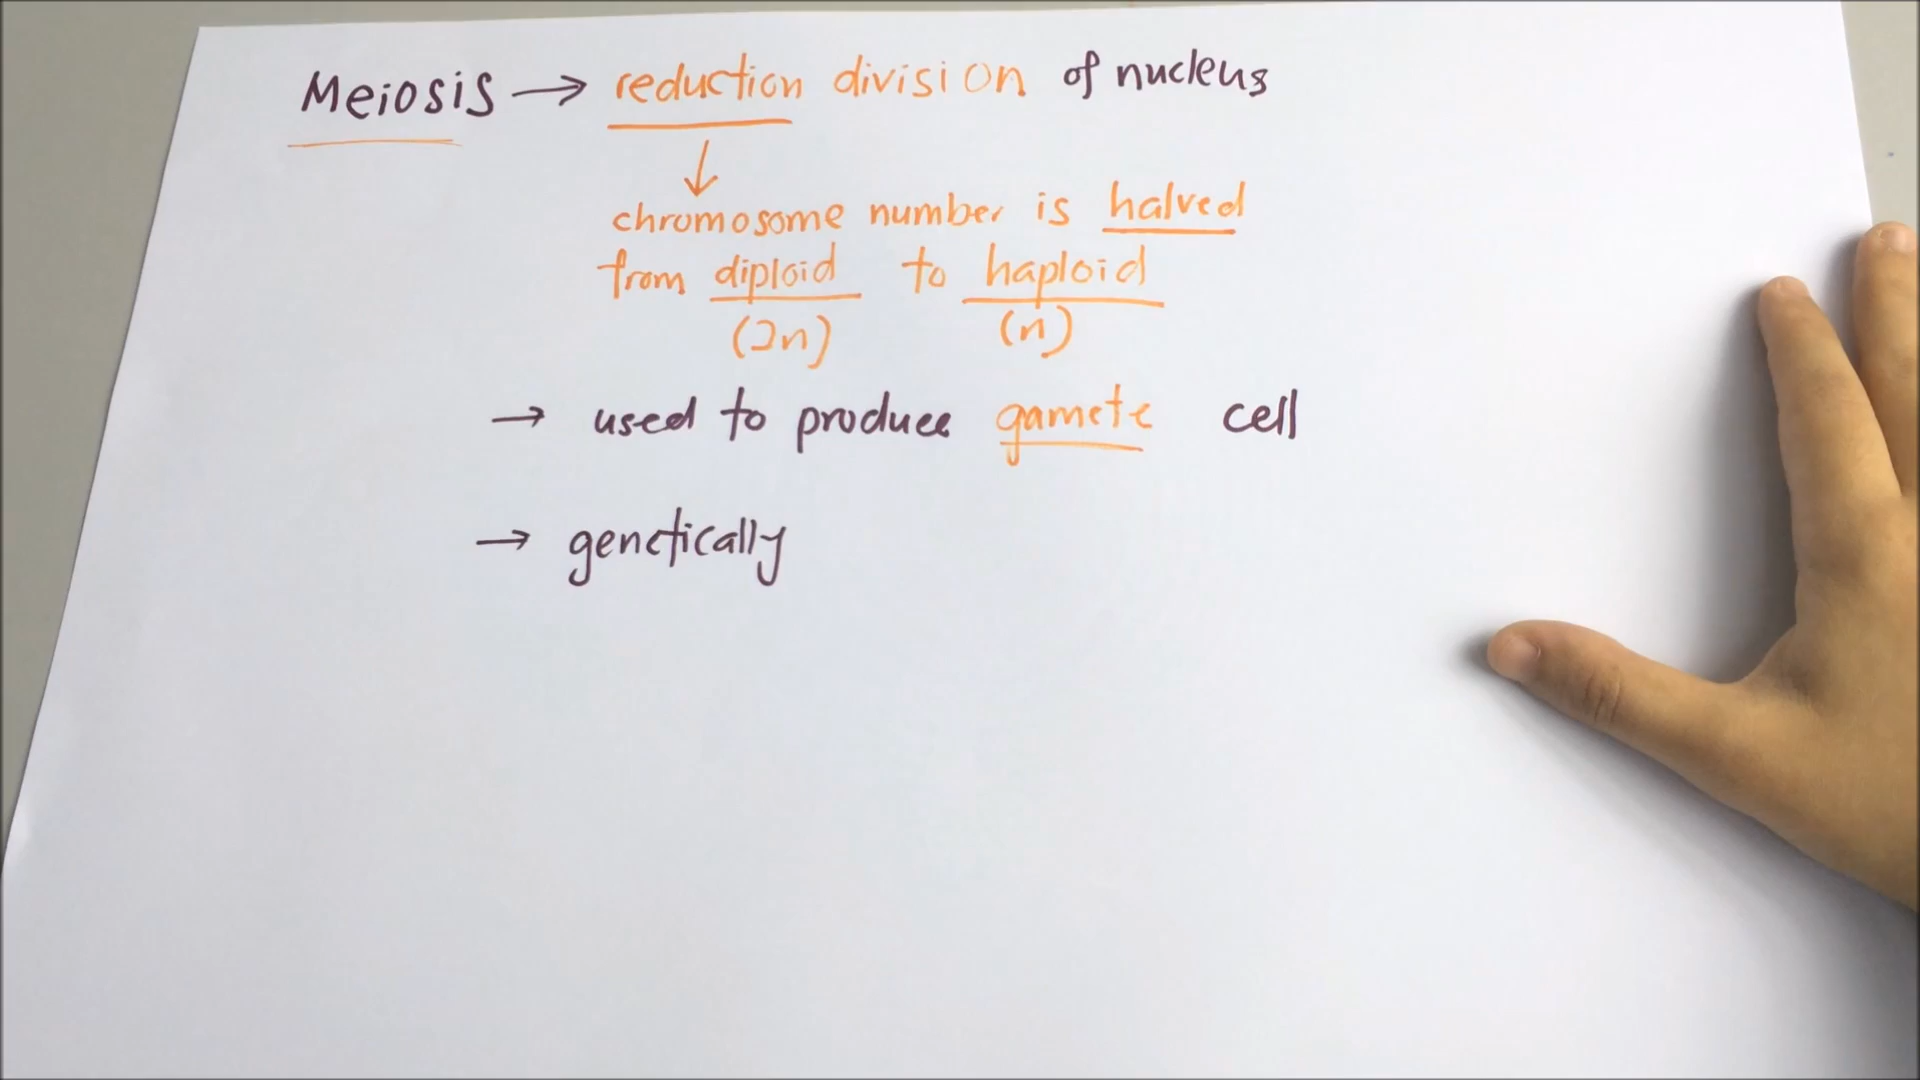 Meiosis → reduction division of nucleus
↓
chromosome number is halved
from diploid to haploid
(2n) (n)
→ used to produce gamete cell
→ genetically